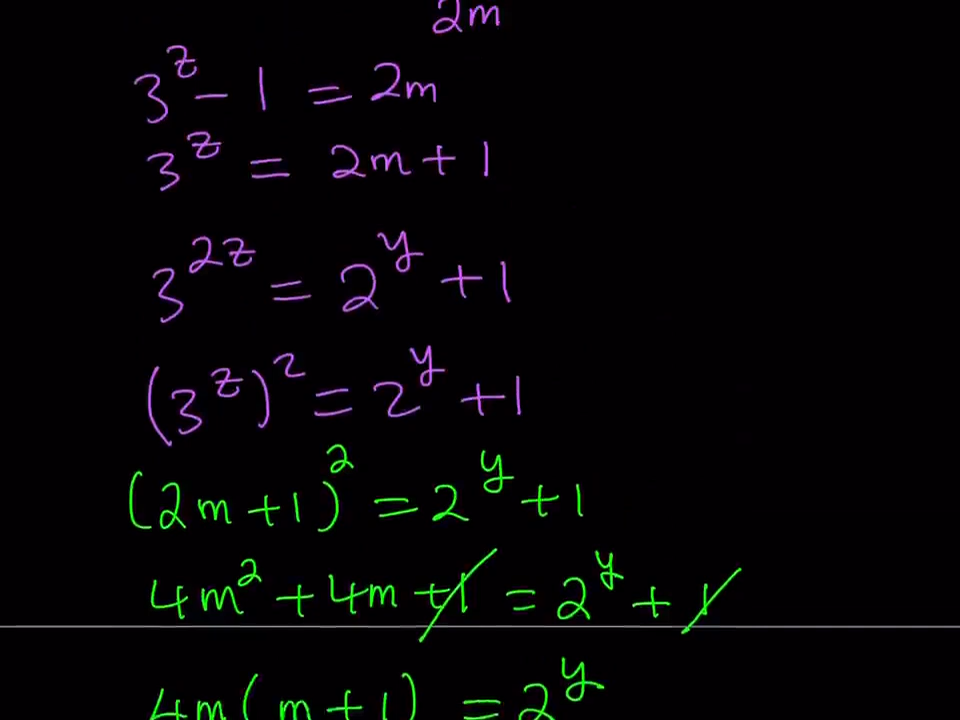 2m
3^z - 1 = 2m
3^z = 2m + 1
3^2z = 2^y + 1
(3^z)^2 = 2^y + 1
(2m + 1)^2 = 2^y + 1
4m^2 + 4m + 1 = 2^y + 1
4m(m + 1) = 2^y